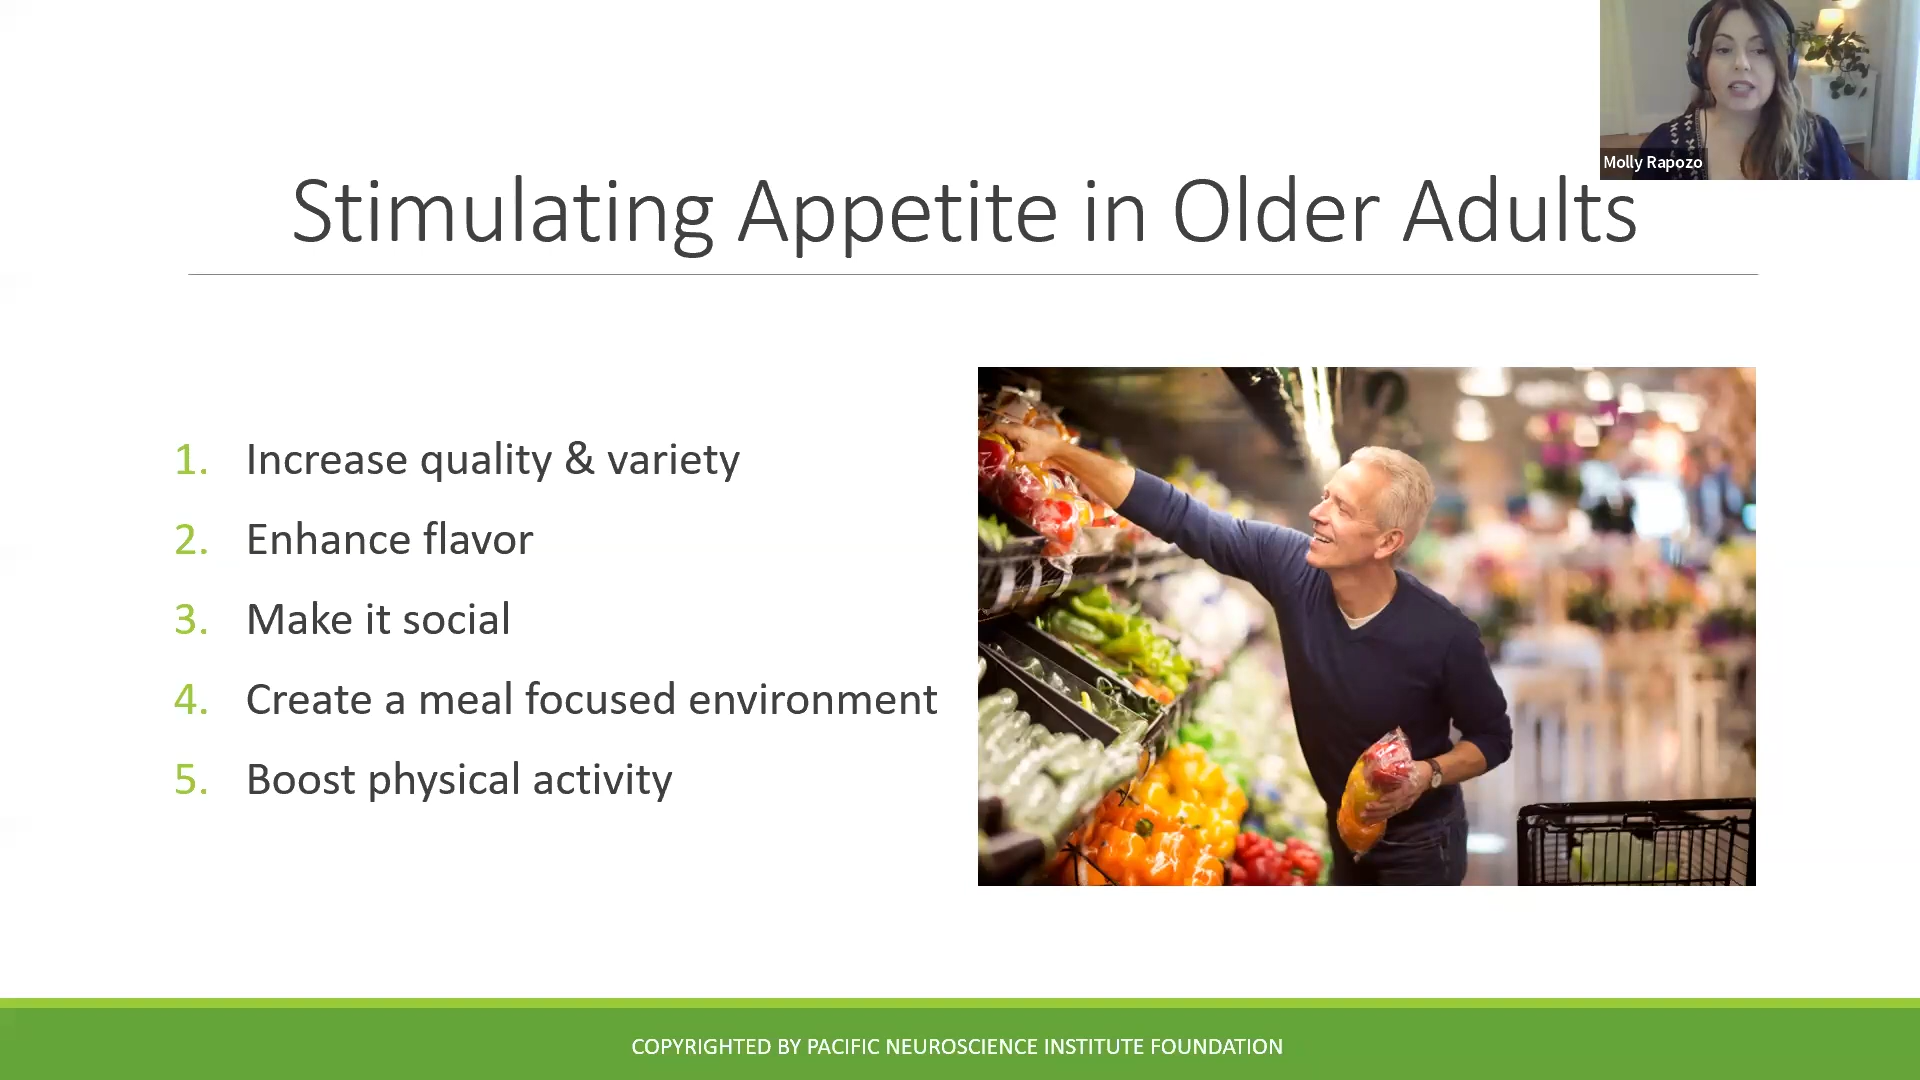 Molly Rapozo
Stimulating Appetite in Older Adults
1. Increase quality & variety
2. Enhance flavor
3. Make it social
4. Create a meal focused environment
5. Boost physical activity
COPYRIGHTED BY PACIFIC NEUROSCIENCE INSTITUTE FOUNDATION